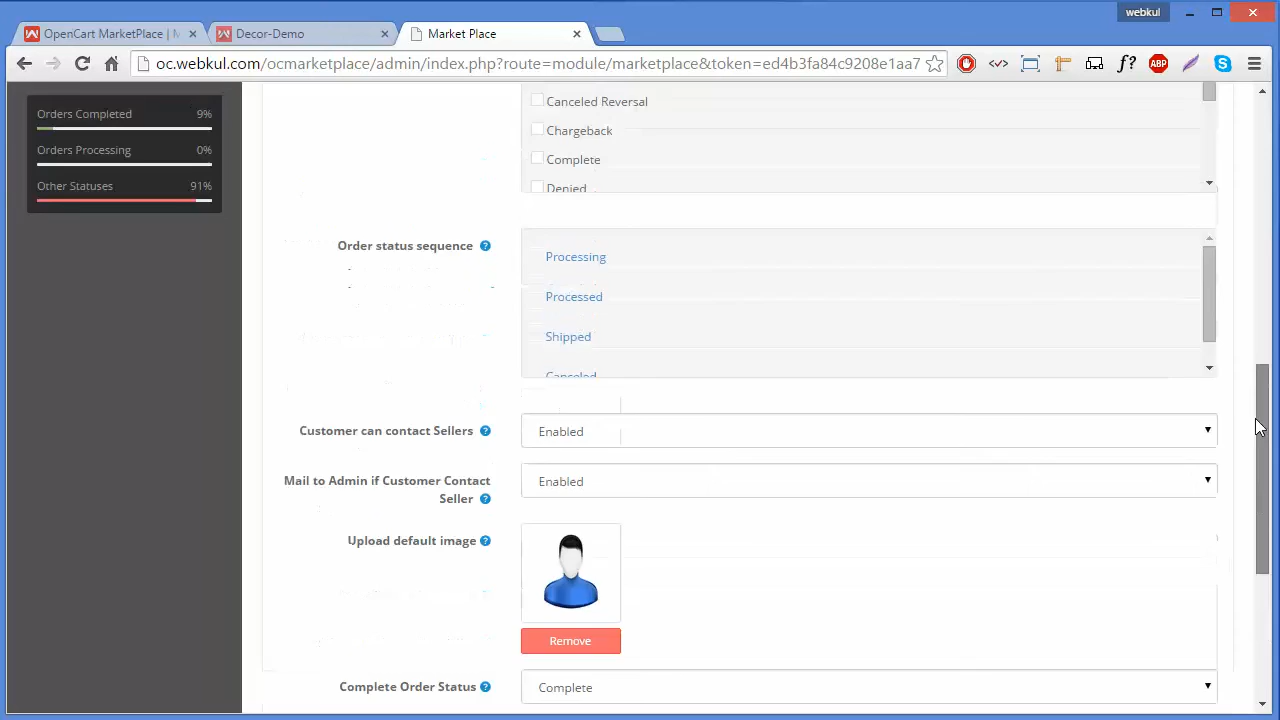 webkul
OpenCart MarketPlace | M
Decor-Demo
Market Place
oc.webkul.com/ocmarketplace/admin/index.php?route=module/marketplace&token=ed4b3fa84c9208e1aa7
f?
ABP
Orders Completed 9%
Orders Processing 0%
Other Statuses 91%
Canceled Reversal
Chargeback
Complete
Denied
Order status sequence ?
Processing
Processed
Shipped
Canceled
Customer can contact Sellers ?
Enabled
Mail to Admin if Customer Contact
Seller ?
Enabled
Upload default image ?
Remove
Complete Order Status ?
Complete